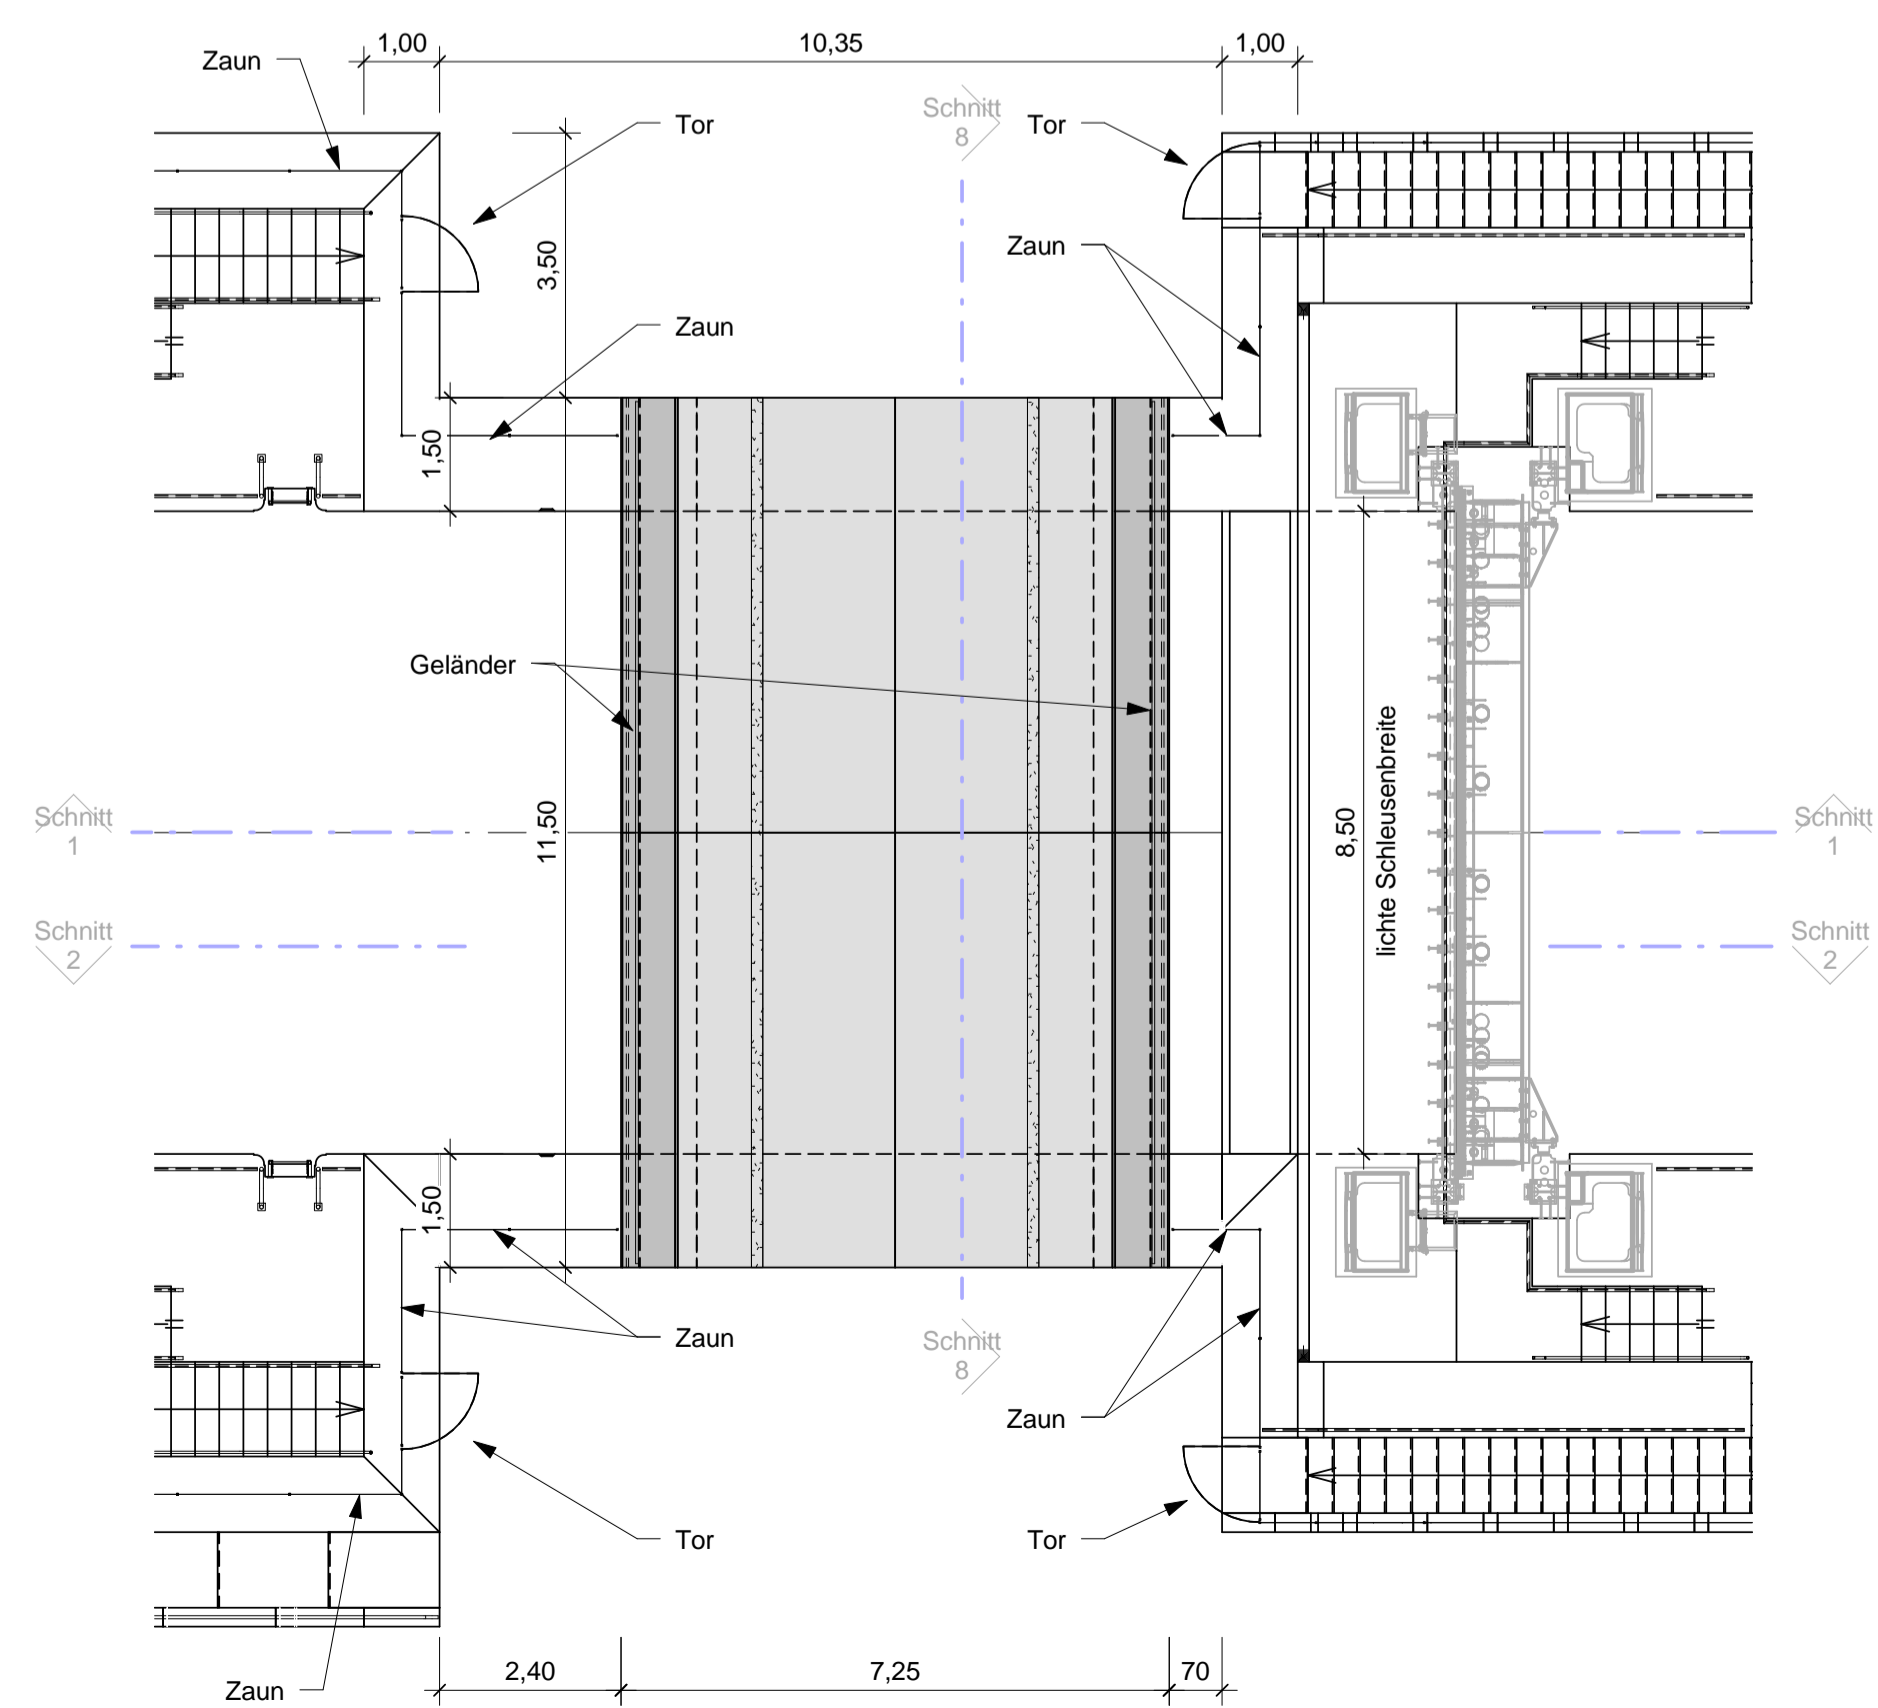 1,00
10,35
1,00
Zaun
Schnitt
8
Tor
Tor
3,50
Zaun
Zaun
1,50
Geländer
lichte Schleusenbreite
8,50
11,50
Schnitt
1
Schnitt
1
Schnitt
2
Schnitt
2
1,50
Zaun
Schnitt
8
Zaun
Tor
Tor
Zaun
2,40
7,25
70